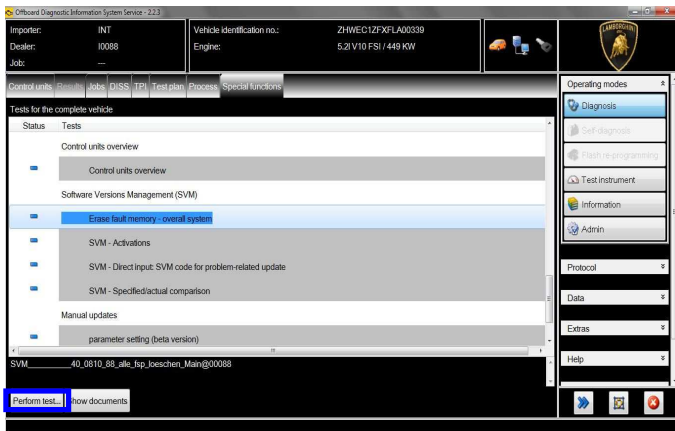 Offboard Diagnostic Information System Service - 2.2.3
Importer: INT
Dealer: I0088
Job: ---
Vehicle identification no.: ZHWEC1ZFXFLA00339
Engine: 5.2l V10 FSI / 449 KW
LAMBORGHINI
Control units Results Jobs DISS TPI Test plan Process Special functions
Tests for the complete vehicle
Status Tests
Control units overview
Control units overview
Software Versions Management (SVM)
Erase fault memory - overall system
SVM - Activations
SVM - Direct input: SVM code for problem-related update
SVM - Specified/actual comparison
Manual updates
parameter setting (beta version)
SVM______40_0810_88_alle_fsp_loeschen_Main@00088
Perform test... Show documents
Operating modes
Diagnosis
Self-diagnosis
Flash re-programming
Test instrument
Information
Admin
Protocol
Data
Extras
Help